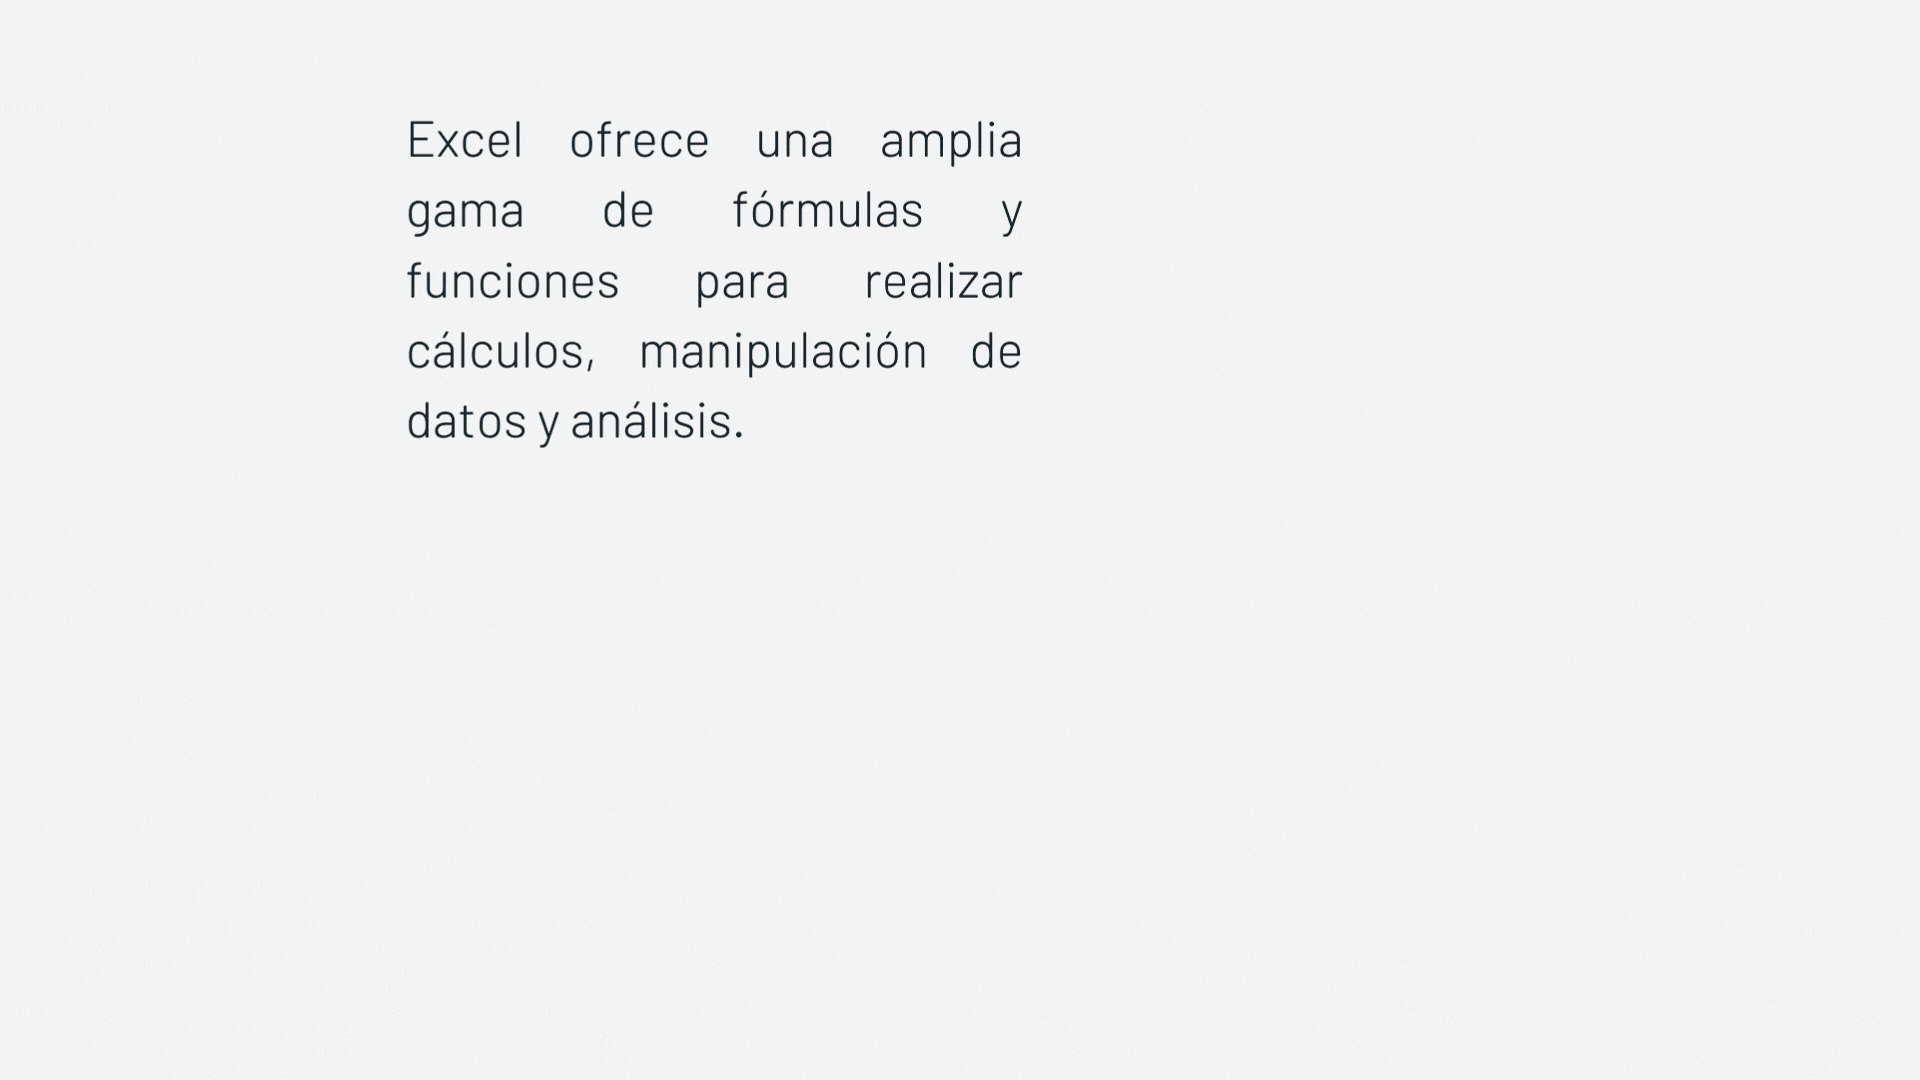 Excel ofrece una amplia
gama de fórmulas y
funciones para realizar
cálculos, manipulación de
datos y análisis.